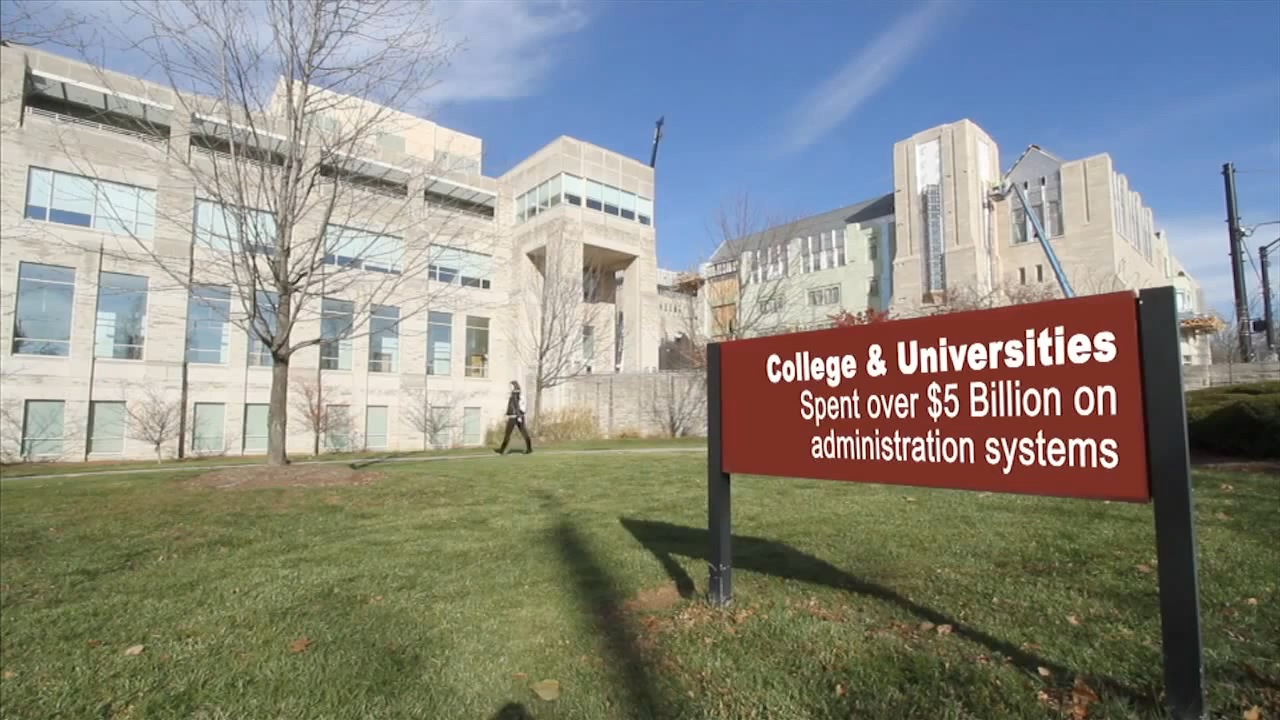 College & Universities
Spent over $5 Billion on
administration systems